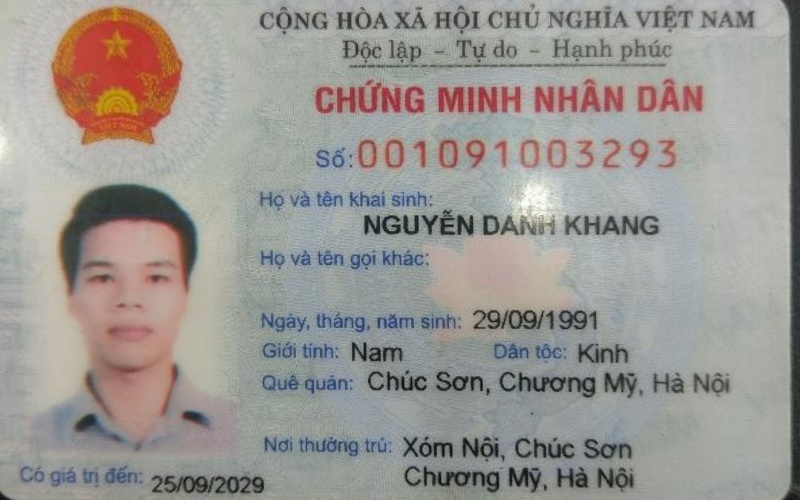 CỘNG HÒA XÃ HỘI CHỦ NGHĨA VIỆT NAM
Độc lập - Tự do - Hạnh phúc
CHỨNG MINH NHÂN DÂN
Số: 001091003293
Họ và tên khai sinh:
NGUYỄN DANH KHANG
Họ và tên gọi khác:
Ngày, tháng, năm sinh: 29/09/1991
Giới tính: Nam Dân tộc: Kinh
Quê quán: Chúc Sơn, Chương Mỹ, Hà Nội
Nơi thường trú: Xóm Nội, Chúc Sơn
Chương Mỹ, Hà Nội
Có giá trị đến: 25/09/2029
VIỆT NAM